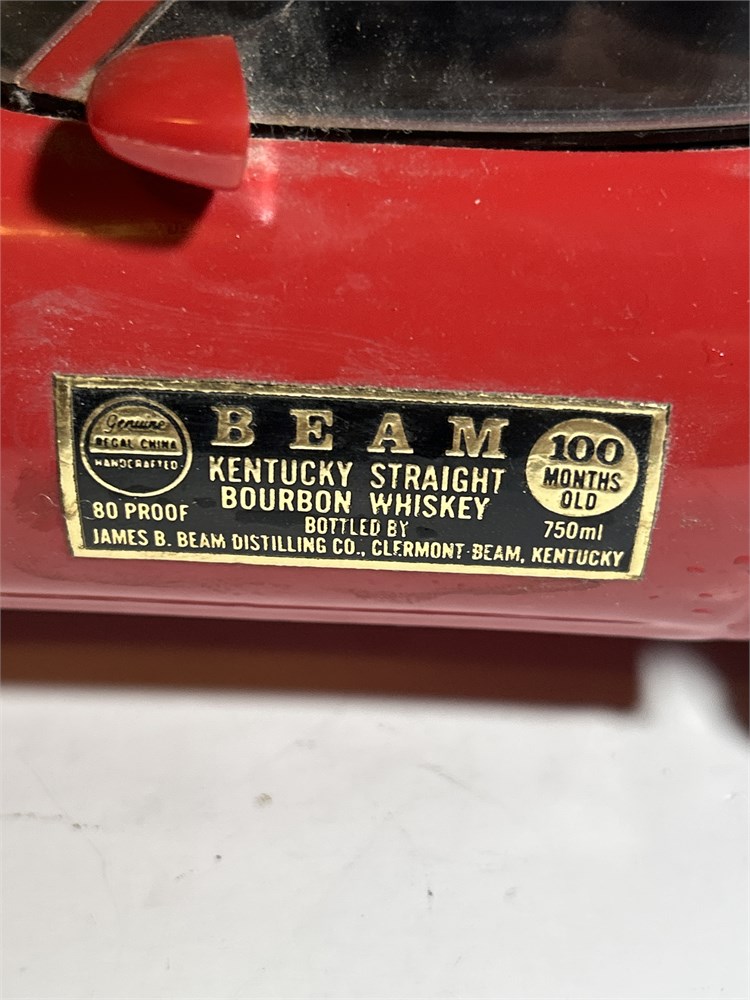 Genuine
REGAL CHINA
HANDCRAFTED
BEAM
KENTUCKY STRAIGHT
BOURBON WHISKEY
100
MONTHS
OLD
80 PROOF
BOTTLED BY
750ml
JAMES B. BEAM DISTILLING CO., CLERMONT-BEAM, KENTUCKY